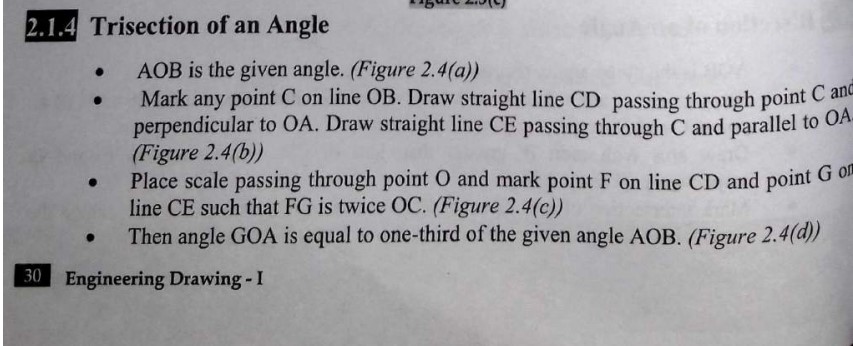 2.1.4 Trisection of an Angle
• AOB is the given angle. (Figure 2.4(a))
• Mark any point C on line OB. Draw straight line CD passing through point C and
perpendicular to OA. Draw straight line CE passing through C and parallel to OA.
(Figure 2.4(b))
• Place scale passing through point O and mark point F on line CD and point G on
line CE such that FG is twice OC. (Figure 2.4(c))
• Then angle GOA is equal to one-third of the given angle AOB. (Figure 2.4(d))
30 Engineering Drawing - I